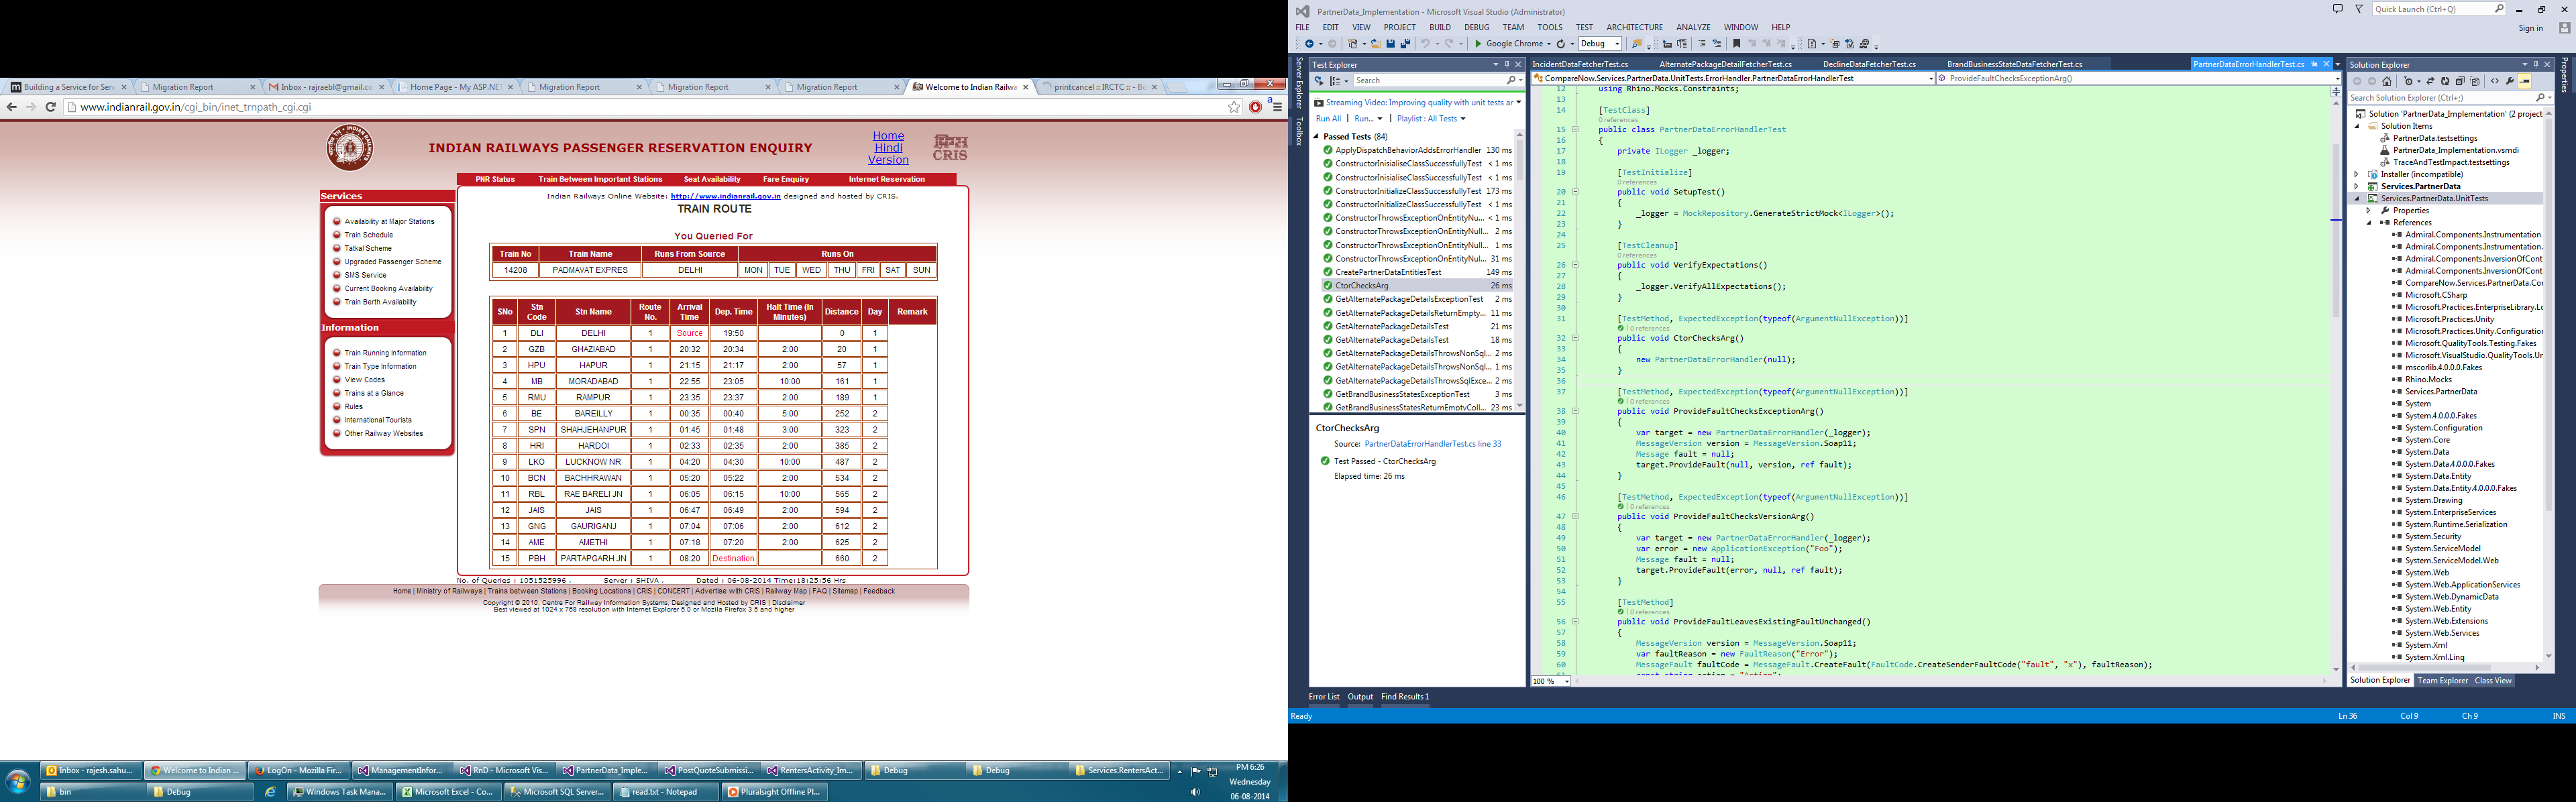 Building a Service for Ser
Migration Report
Inbox - rajraebl@gmail.co
Home Page - My ASP.NET
Migration Report
Migration Report
Migration Report
Welcome to Indian Railwa
printcancel :: IRCTC :: - Bo
www.indianrail.gov.in/cgi_bin/inet_trnpath_cgi.cgi
INDIAN RAILWAYS PASSENGER RESERVATION ENQUIRY
Home
Hindi
Version
CRIS
PNR Status Train Between Important Stations Seat Availability Fare Enquiry Internet Reservation
Services
Availability at Major Stations
Train Schedule
Tatkal Scheme
Upgraded Passenger Scheme
SMS Service
Current Booking Availability
Train Berth Availability
Information
Train Running Information
Train Type Information
View Codes
Trains at a Glance
Rules
International Tourists
Other Railway Websites
Indian Railways Online Website: http://www.indianrail.gov.in designed and hosted by CRIS.
TRAIN ROUTE
You Queried For
Train No Train Name Runs From Source Runs On
14208 PADMAVAT EXPRES DELHI MON TUE WED THU FRI SAT SUN
SNo Stn Code Stn Name Route No. Arrival Time Dep. Time Halt Time (In Minutes) Distance Day Remark
1 DLI DELHI 1 Source 19:50 0 1
2 GZB GHAZIABAD 1 20:32 20:34 2:00 20 1
3 HPU HAPUR 1 21:15 21:17 2:00 57 1
4 MB MORADABAD 1 22:55 23:05 10:00 161 1
5 RMU RAMPUR 1 23:35 23:37 2:00 189 1
6 BE BAREILLY 1 00:35 00:40 5:00 252 2
7 SPN SHAHJEHANPUR 1 01:45 01:48 3:00 323 2
8 HRI HARDOI 1 02:33 02:35 2:00 385 2
9 LKO LUCKNOW NR 1 04:20 04:30 10:00 487 2
10 BCN BACHHRAWAN 1 05:20 05:22 2:00 534 2
11 RBL RAE BARELI JN 1 06:05 06:15 10:00 565 2
12 JAIS JAIS 1 06:47 06:49 2:00 594 2
13 GNG GAURIGANJ 1 07:04 07:06 2:00 612 2
14 AME AMETHI 1 07:18 07:20 2:00 625 2
15 PBH PARTAPGARH JN 1 08:20 Destination 660 2
No. of Queries : 1051525996 , Server : SHIVA , Dated : 06-08-2014 Time:18:25:56 Hrs
Home | Ministry of Railways | Trains between Stations | Booking Locations | CRIS | CONCERT | Advertise with CRIS | Railway Map | FAQ | Sitemap | Feedback
Copyright © 2010, Centre For Railway Information Systems, Designed and Hosted by CRIS | Disclaimer
Best viewed at 1024 x 768 resolution with Internet Explorer 6.0 or Mozila Firefox 3.5 and higher
Inbox - rajesh.sahu...
Welcome to Indian ...
LogOn - Mozilla Fir...
ManagementInfor...
RnD - Microsoft Vis...
PartnerData_Imple...
PostQuoteSubmissi...
RentersActivity_Im...
Debug
Debug
Services.RentersAct...
bin
Debug
Windows Task Mana...
Microsoft Excel - Co...
Microsoft SQL Server...
read.txt - Notepad
Pluralsight Offline Pl...
PM 6:26
Wednesday
06-08-2014
PartnerData_Implementation - Microsoft Visual Studio (Administrator)
Quick Launch (Ctrl+Q)
FILE EDIT VIEW PROJECT BUILD DEBUG TEAM TOOLS TEST ARCHITECTURE ANALYZE WINDOW HELP
Sign in
Google Chrome Debug
Server Explorer
Toolbox
Test Explorer
Search
Streaming Video: Improving quality with unit tests ar
Run All | Run... | Playlist : All Tests
Passed Tests (84)
ApplyDispatchBehaviorAddsErrorHandler 130 ms
ConstructorInisialiseClassSuccessfullyTest < 1 ms
ConstructorInisialiseClassSuccessfullyTest < 1 ms
ConstructorInitializeClassSuccessfullyTest 173 ms
ConstructorInitializeClassSuccessfullyTest < 1 ms
ConstructorInitializeClassSuccessfullyTest < 1 ms
ConstructorThrowsExceptionOnEntityNu... < 1 ms
ConstructorThrowsExceptionOnEntityNull... 2 ms
ConstructorThrowsExceptionOnEntityNull... 1 ms
ConstructorThrowsExceptionOnEntityNul... 31 ms
CreatePartnerDataEntitiesTest 149 ms
CtorChecksArg 26 ms
GetAlternatePackageDetailsExceptionTest 2 ms
GetAlternatePackageDetailsReturnEmpty... 11 ms
GetAlternatePackageDetailsTest 21 ms
GetAlternatePackageDetailsTest 18 ms
GetAlternatePackageDetailsThrowsNonSql... 2 ms
GetAlternatePackageDetailsThrowsNonSq... 1 ms
GetAlternatePackageDetailsThrowsSqlExce... 2 ms
GetBrandBusinessStatesExceptionTest 3 ms
GetBrandBusinessStatesReturnEmptyColl... 23 ms
CtorChecksArg
Source: PartnerDataErrorHandlerTest.cs line 33
Test Passed - CtorChecksArg
Elapsed time: 26 ms
IncidentDataFetcherTest.cs AlternatePackageDetailFetcherTest.cs DeclineDataFetcherTest.cs BrandBusinessStateDataFetcherTest.cs PartnerDataErrorHandlerTest.cs
CompareNow.Services.PartnerData.UnitTests.ErrorHandler.PartnerDataErrorHandlerTest
ProvideFaultChecksExceptionArg()
12 using Rhino.Mocks.Constraints;
13
14 [TestClass]
0 references
15 public class PartnerDataErrorHandlerTest
16 {
17 private ILogger _logger;
18
19 [TestInitialize]
0 references
20 public void SetupTest()
21 {
22 _logger = MockRepository.GenerateStrictMock<ILogger>();
23 }
24
25 [TestCleanup]
0 references
26 public void VerifyExpectations()
27 {
28 _logger.VerifyAllExpectations();
29 }
30
31 [TestMethod, ExpectedException(typeof(ArgumentNullException))]
| 0 references
32 public void CtorChecksArg()
33 {
34 new PartnerDataErrorHandler(null);
35 }
36
37 [TestMethod, ExpectedException(typeof(ArgumentNullException))]
| 0 references
38 public void ProvideFaultChecksExceptionArg()
39 {
40 var target = new PartnerDataErrorHandler(_logger);
41 MessageVersion version = MessageVersion.Soap11;
42 Message fault = null;
43 target.ProvideFault(null, version, ref fault);
44 }
45
46 [TestMethod, ExpectedException(typeof(ArgumentNullException))]
| 0 references
47 public void ProvideFaultChecksVersionArg()
48 {
49 var target = new PartnerDataErrorHandler(_logger);
50 var error = new ApplicationException("Foo");
51 Message fault = null;
52 target.ProvideFault(error, null, ref fault);
53 }
54
55 [TestMethod]
| 0 references
56 public void ProvideFaultLeavesExistingFaultUnchanged()
57 {
58 MessageVersion version = MessageVersion.Soap11;
59 var faultReason = new FaultReason("Error");
60 MessageFault faultCode = MessageFault.CreateFault(FaultCode.CreateSenderFaultCode("fault", "x"), faultReason);
61 const string action = "Action";
100 %
Solution Explorer
Search Solution Explorer (Ctrl+;)
Solution 'PartnerData_Implementation' (2 project
Solution Items
PartnerData.testsettings
PartnerData_Implementation.vsmdi
TraceAndTestImpact.testsettings
Installer (incompatible)
Services.PartnerData
Services.PartnerData.UnitTests
Properties
References
Admiral.Components.Instrumentation
Admiral.Components.Instrumentation.
Admiral.Components.InversionOfCont
Admiral.Components.InversionOfCont
CompareNow.Services.PartnerData.Cor
Microsoft.CSharp
Microsoft.Practices.EnterpriseLibrary.Lo
Microsoft.Practices.Unity
Microsoft.Practices.Unity.Configuration
Microsoft.QualityTools.Testing.Fakes
Microsoft.VisualStudio.QualityTools.Un
mscorlib.4.0.0.0.Fakes
Rhino.Mocks
Services.PartnerData
System
System.4.0.0.0.Fakes
System.Configuration
System.Core
System.Data
System.Data.4.0.0.0.Fakes
System.Data.Entity
System.Data.Entity.4.0.0.0.Fakes
System.Drawing
System.EnterpriseServices
System.Runtime.Serialization
System.Security
System.ServiceModel
System.ServiceModel.Web
System.Web
System.Web.ApplicationServices
System.Web.DynamicData
System.Web.Entity
System.Web.Extensions
System.Web.Services
System.Xml
System.Xml.Linq
Solution Explorer Team Explorer Class View
Properties
Error List Output Find Results 1
Ready Ln 36 Col 9 Ch 9 INS